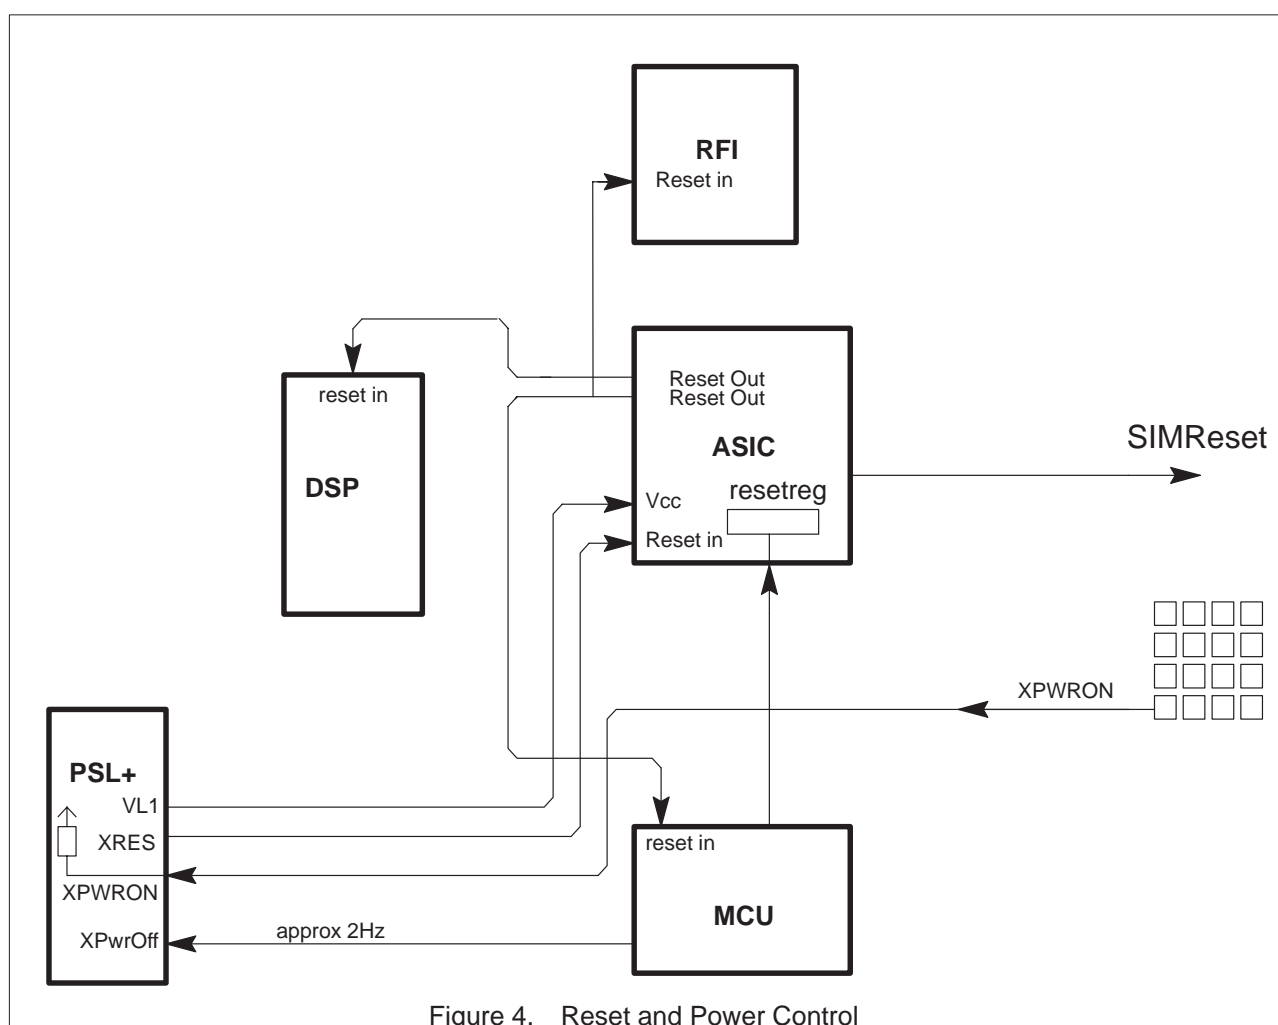 RFI
Reset in
reset in
DSP
Reset Out
Reset Out
ASIC
resetreg
Vcc
Reset in
SIMReset
XPWRON
PSL+
VL1
XRES
XPWRON
XPwrOff
approx 2Hz
reset in
MCU
Figure 4. Reset and Power Control